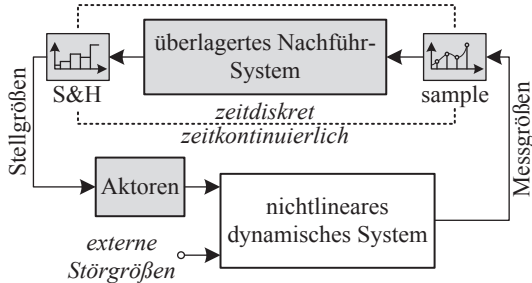 überlagertes Nachführ-
System
S&H
sample
zeitdiskret
zeitkontinuierlich
Stellgrößen
Messgrößen
Aktoren
nichtlineares
dynamisches System
externe
Störgrößen